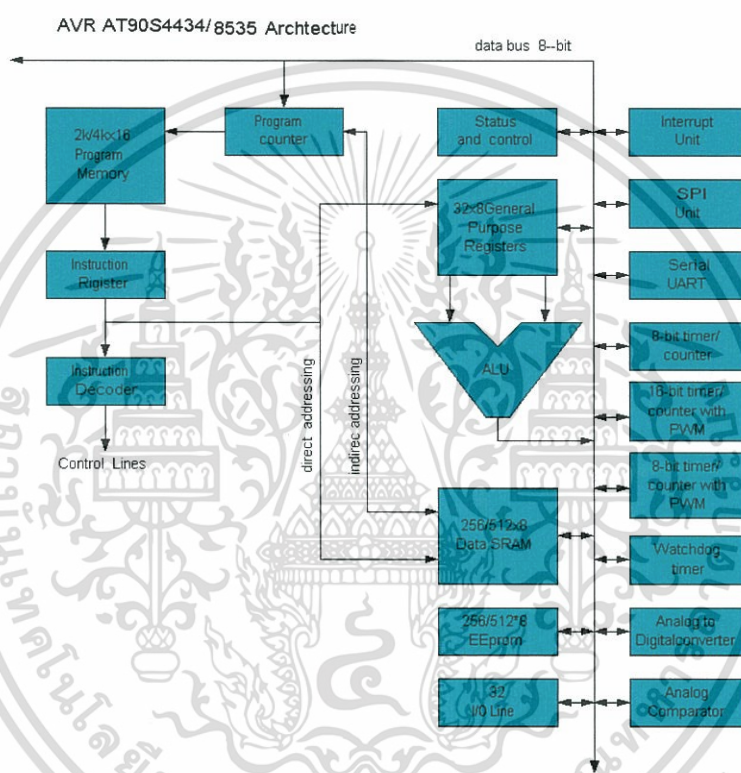 AVR AT90S4434/8535 Archtecture
data bus 8--bit
2k/4k×16
Program
Memory
Program
counter
Status
and control
Interrupt
Unit
32×8General
Purpose
Registers
SPI
Unit
Instruction
Rigister
Serial
UART
Instruction
Decoder
ALU
8-bit timer/
counter
16-bit timer/
counter with
PWM
Control Lines
direct addressing
indirec addressing
8-bit timer/
counter with
PWM
256/512×8
Data SRAM
Watchdog
timer
256/512*8
EEprom
Analog to
Digitalconverter
32
I/O Line
Analog
Comparator